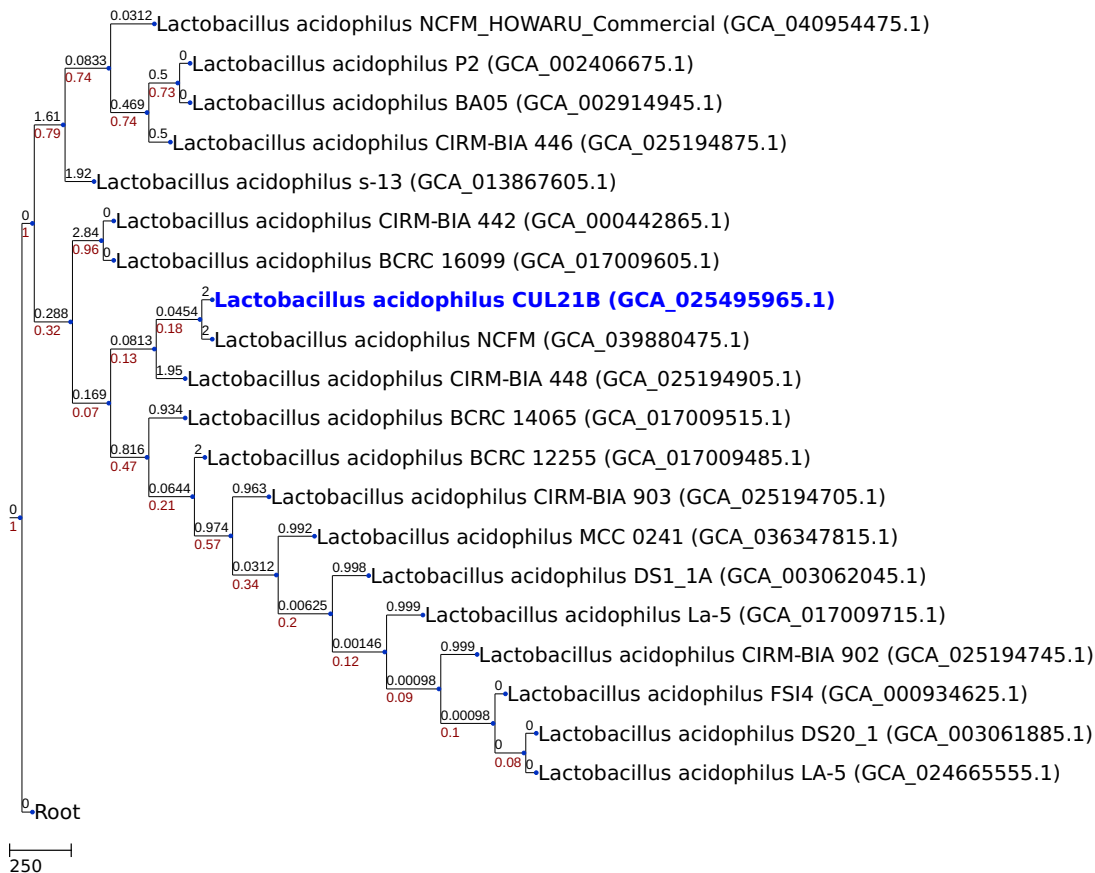 0.0312
Lactobacillus acidophilus NCFM_HOWARU_Commercial (GCA_040954475.1)
0.0833
0.74
0
Lactobacillus acidophilus P2 (GCA_002406675.1)
0.5
0.73
0
Lactobacillus acidophilus BA05 (GCA_002914945.1)
0.469
0.74
0.5
Lactobacillus acidophilus CIRM-BIA 446 (GCA_025194875.1)
1.61
0.79
1.92
Lactobacillus acidophilus s-13 (GCA_013867605.1)
0
1
0
Lactobacillus acidophilus CIRM-BIA 442 (GCA_000442865.1)
2.84
0.96
0
Lactobacillus acidophilus BCRC 16099 (GCA_017009605.1)
0.288
0.32
2
Lactobacillus acidophilus CUL21B (GCA_025495965.1)
0.0454
0.18
2
Lactobacillus acidophilus NCFM (GCA_039880475.1)
0.0813
0.13
1.95
Lactobacillus acidophilus CIRM-BIA 448 (GCA_025194905.1)
0.169
0.07
0.934
Lactobacillus acidophilus BCRC 14065 (GCA_017009515.1)
0.816
0.47
2
Lactobacillus acidophilus BCRC 12255 (GCA_017009485.1)
0.0644
0.21
0.963
Lactobacillus acidophilus CIRM-BIA 903 (GCA_025194705.1)
0.974
0.57
0.992
Lactobacillus acidophilus MCC 0241 (GCA_036347815.1)
0
1
0.0312
0.34
0.998
Lactobacillus acidophilus DS1_1A (GCA_003062045.1)
0.00625
0.2
0.999
Lactobacillus acidophilus La-5 (GCA_017009715.1)
0.00146
0.12
0.999
Lactobacillus acidophilus CIRM-BIA 902 (GCA_025194745.1)
0.00098
0.09
0
Lactobacillus acidophilus FSI4 (GCA_000934625.1)
0.00098
0.1
0
Lactobacillus acidophilus DS20_1 (GCA_003061885.1)
0
0.08
0
Lactobacillus acidophilus LA-5 (GCA_024665555.1)
0
Root
250